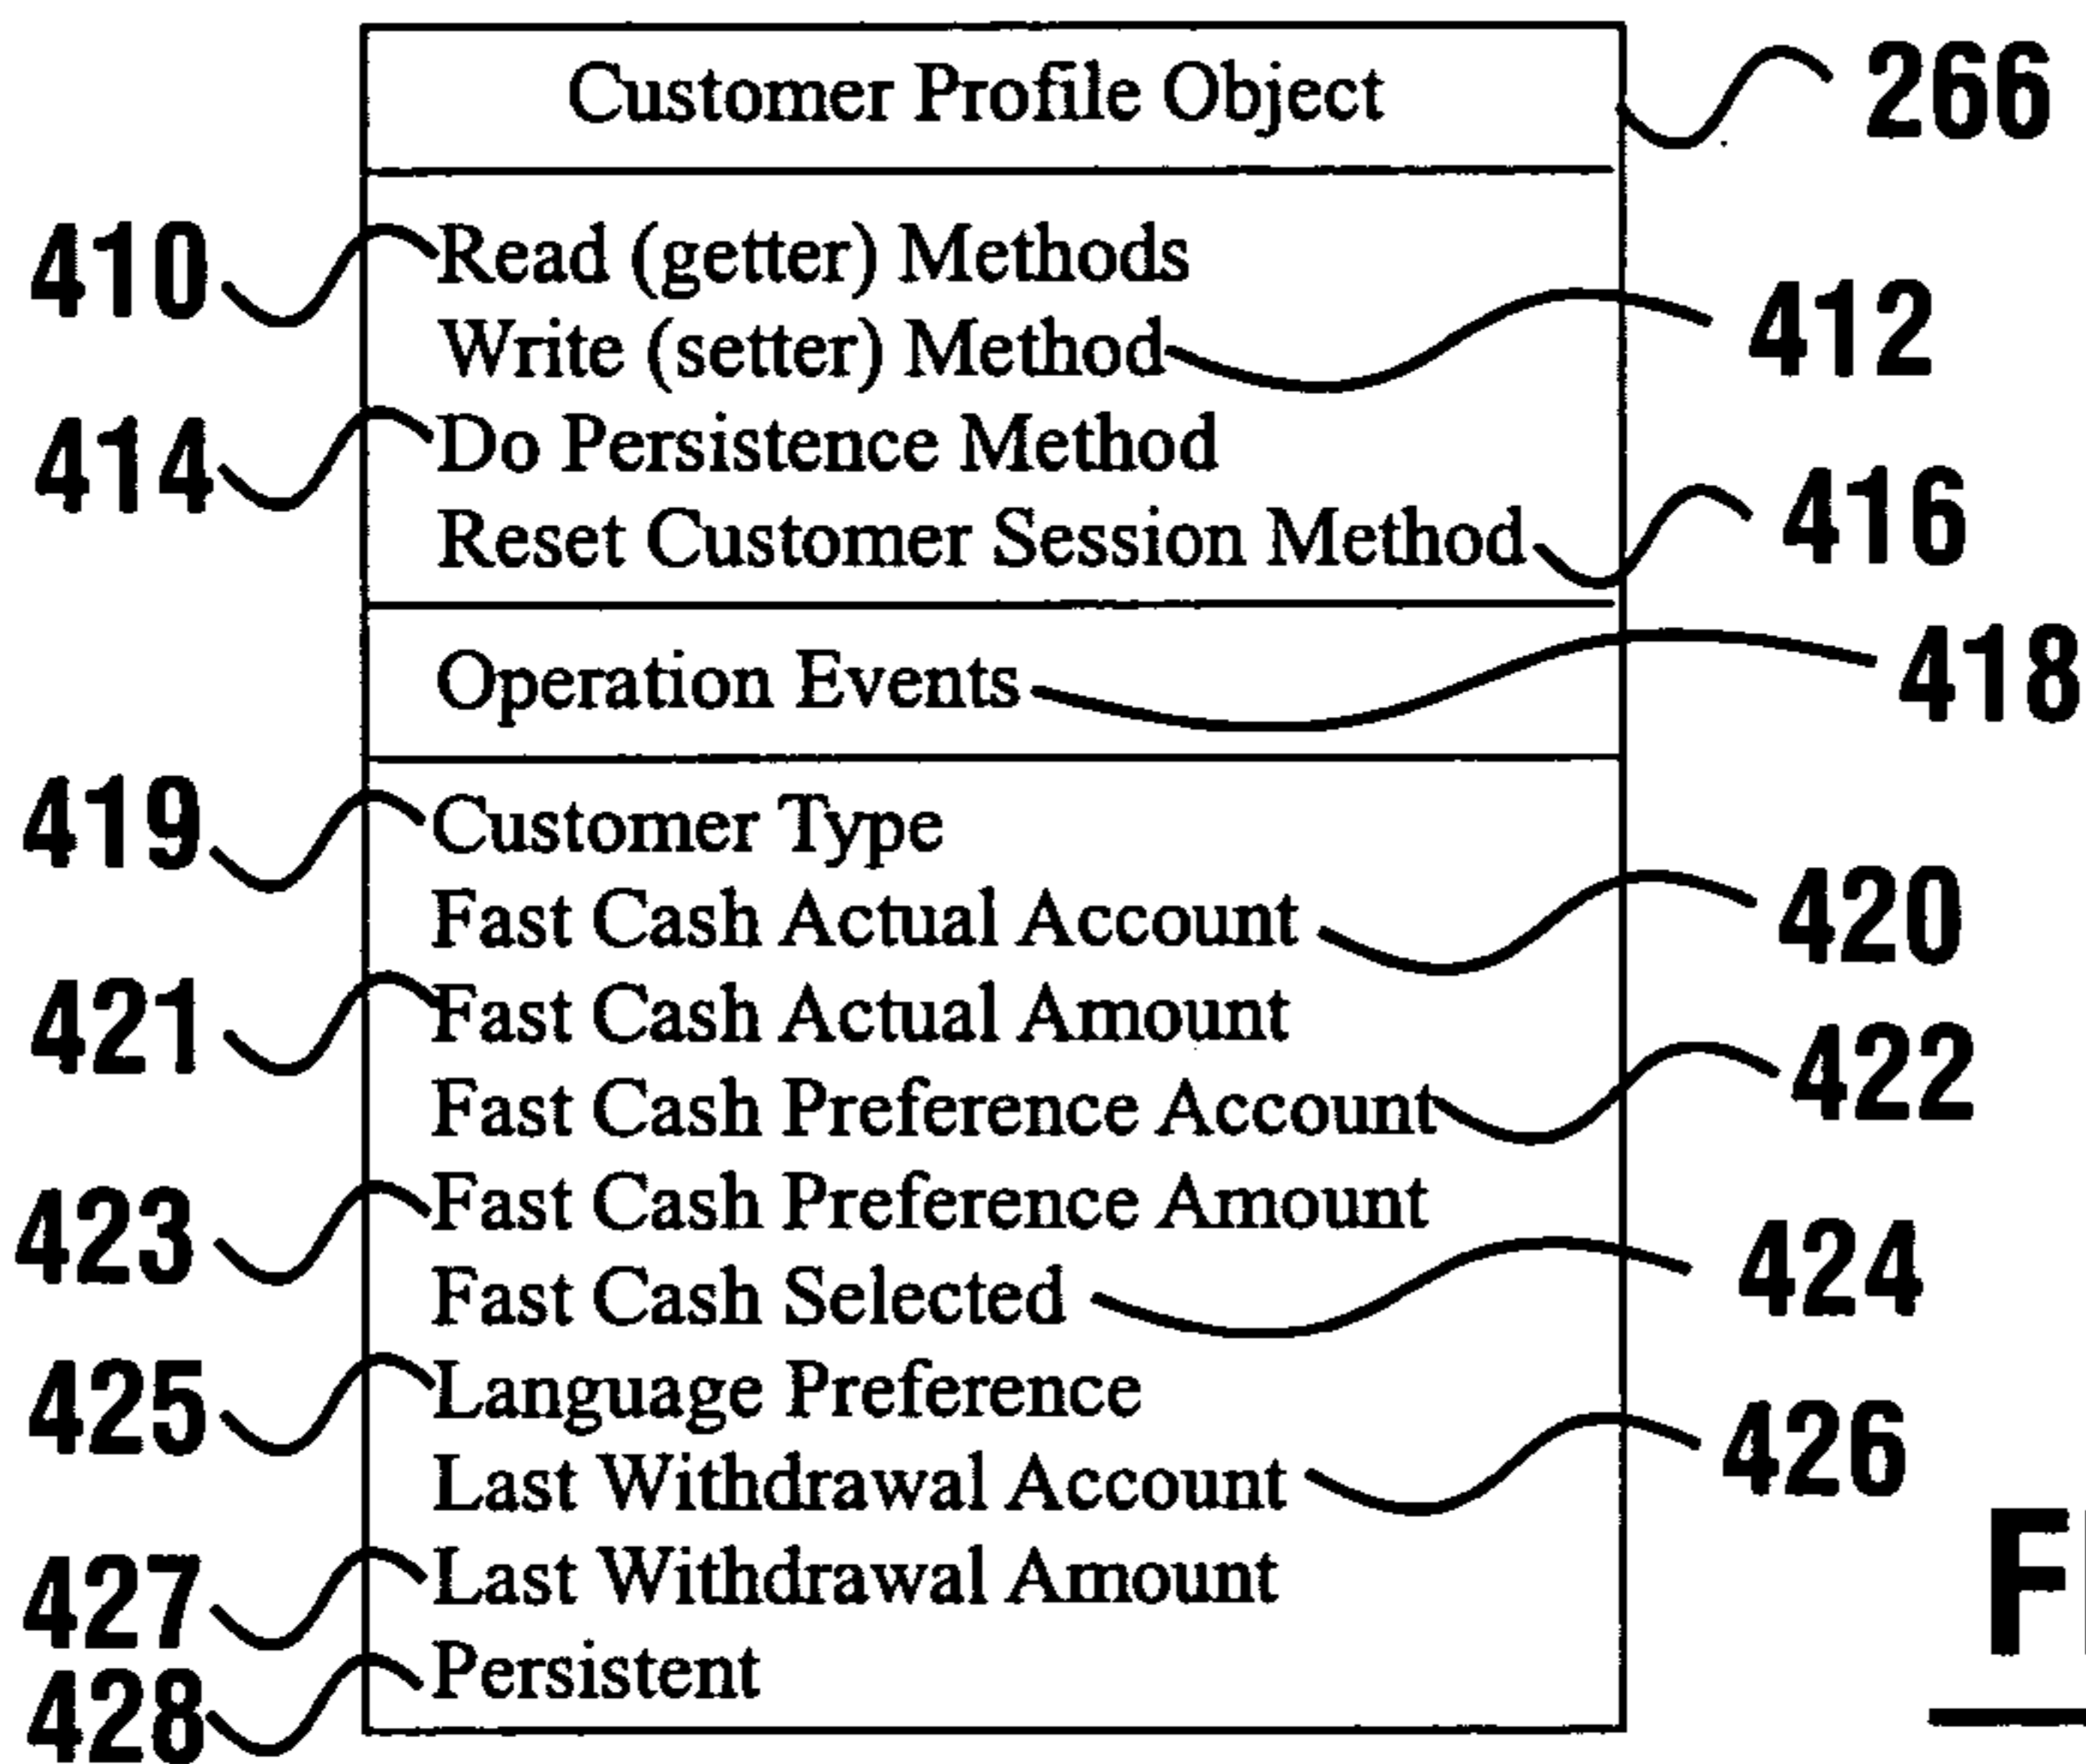 Customer Profile Object 266
410 Read (getter) Methods
Write (setter) Method 412
414 Do Persistence Method
Reset Customer Session Method 416
Operation Events 418
419 Customer Type
Fast Cash Actual Account 420
421 Fast Cash Actual Amount
Fast Cash Preference Account 422
423 Fast Cash Preference Amount
Fast Cash Selected 424
425 Language Preference
Last Withdrawal Account 426
427 Last Withdrawal Amount
428 Persistent